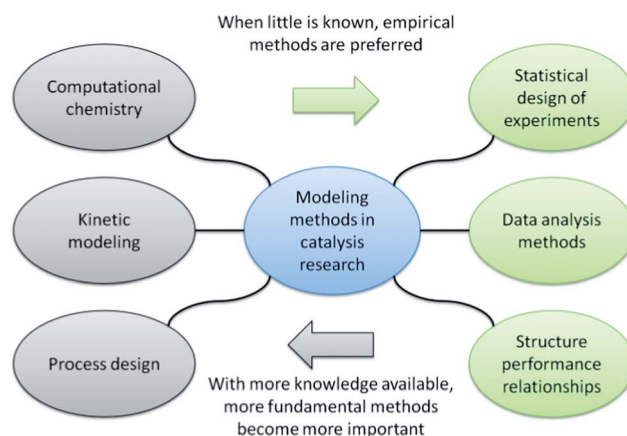 When little is known, empirical
methods are preferred
Computational
chemistry
Statistical
design of
experiments
Kinetic
modeling
Modeling
methods in
catalysis
research
Data analysis
methods
Process design
Structure
performance
relationships
With more knowledge available,
more fundamental methods
become more important